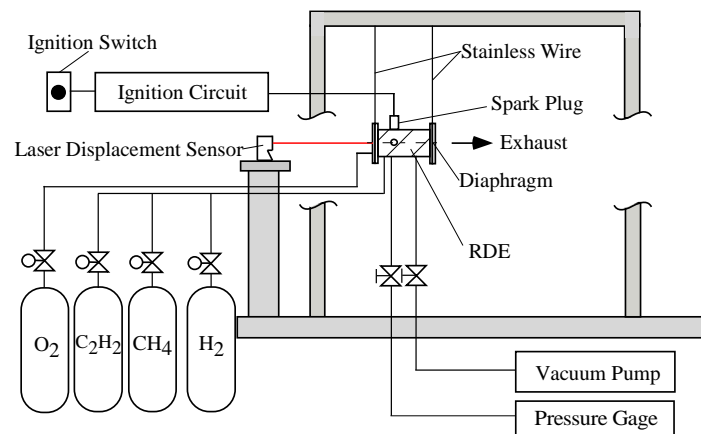 Ignition Switch
Ignition Circuit
Stainless Wire
Spark Plug
Exhaust
Laser Displacement Sensor
Diaphragm
RDE
O2
C2H2
CH4
H2
Vacuum Pump
Pressure Gage